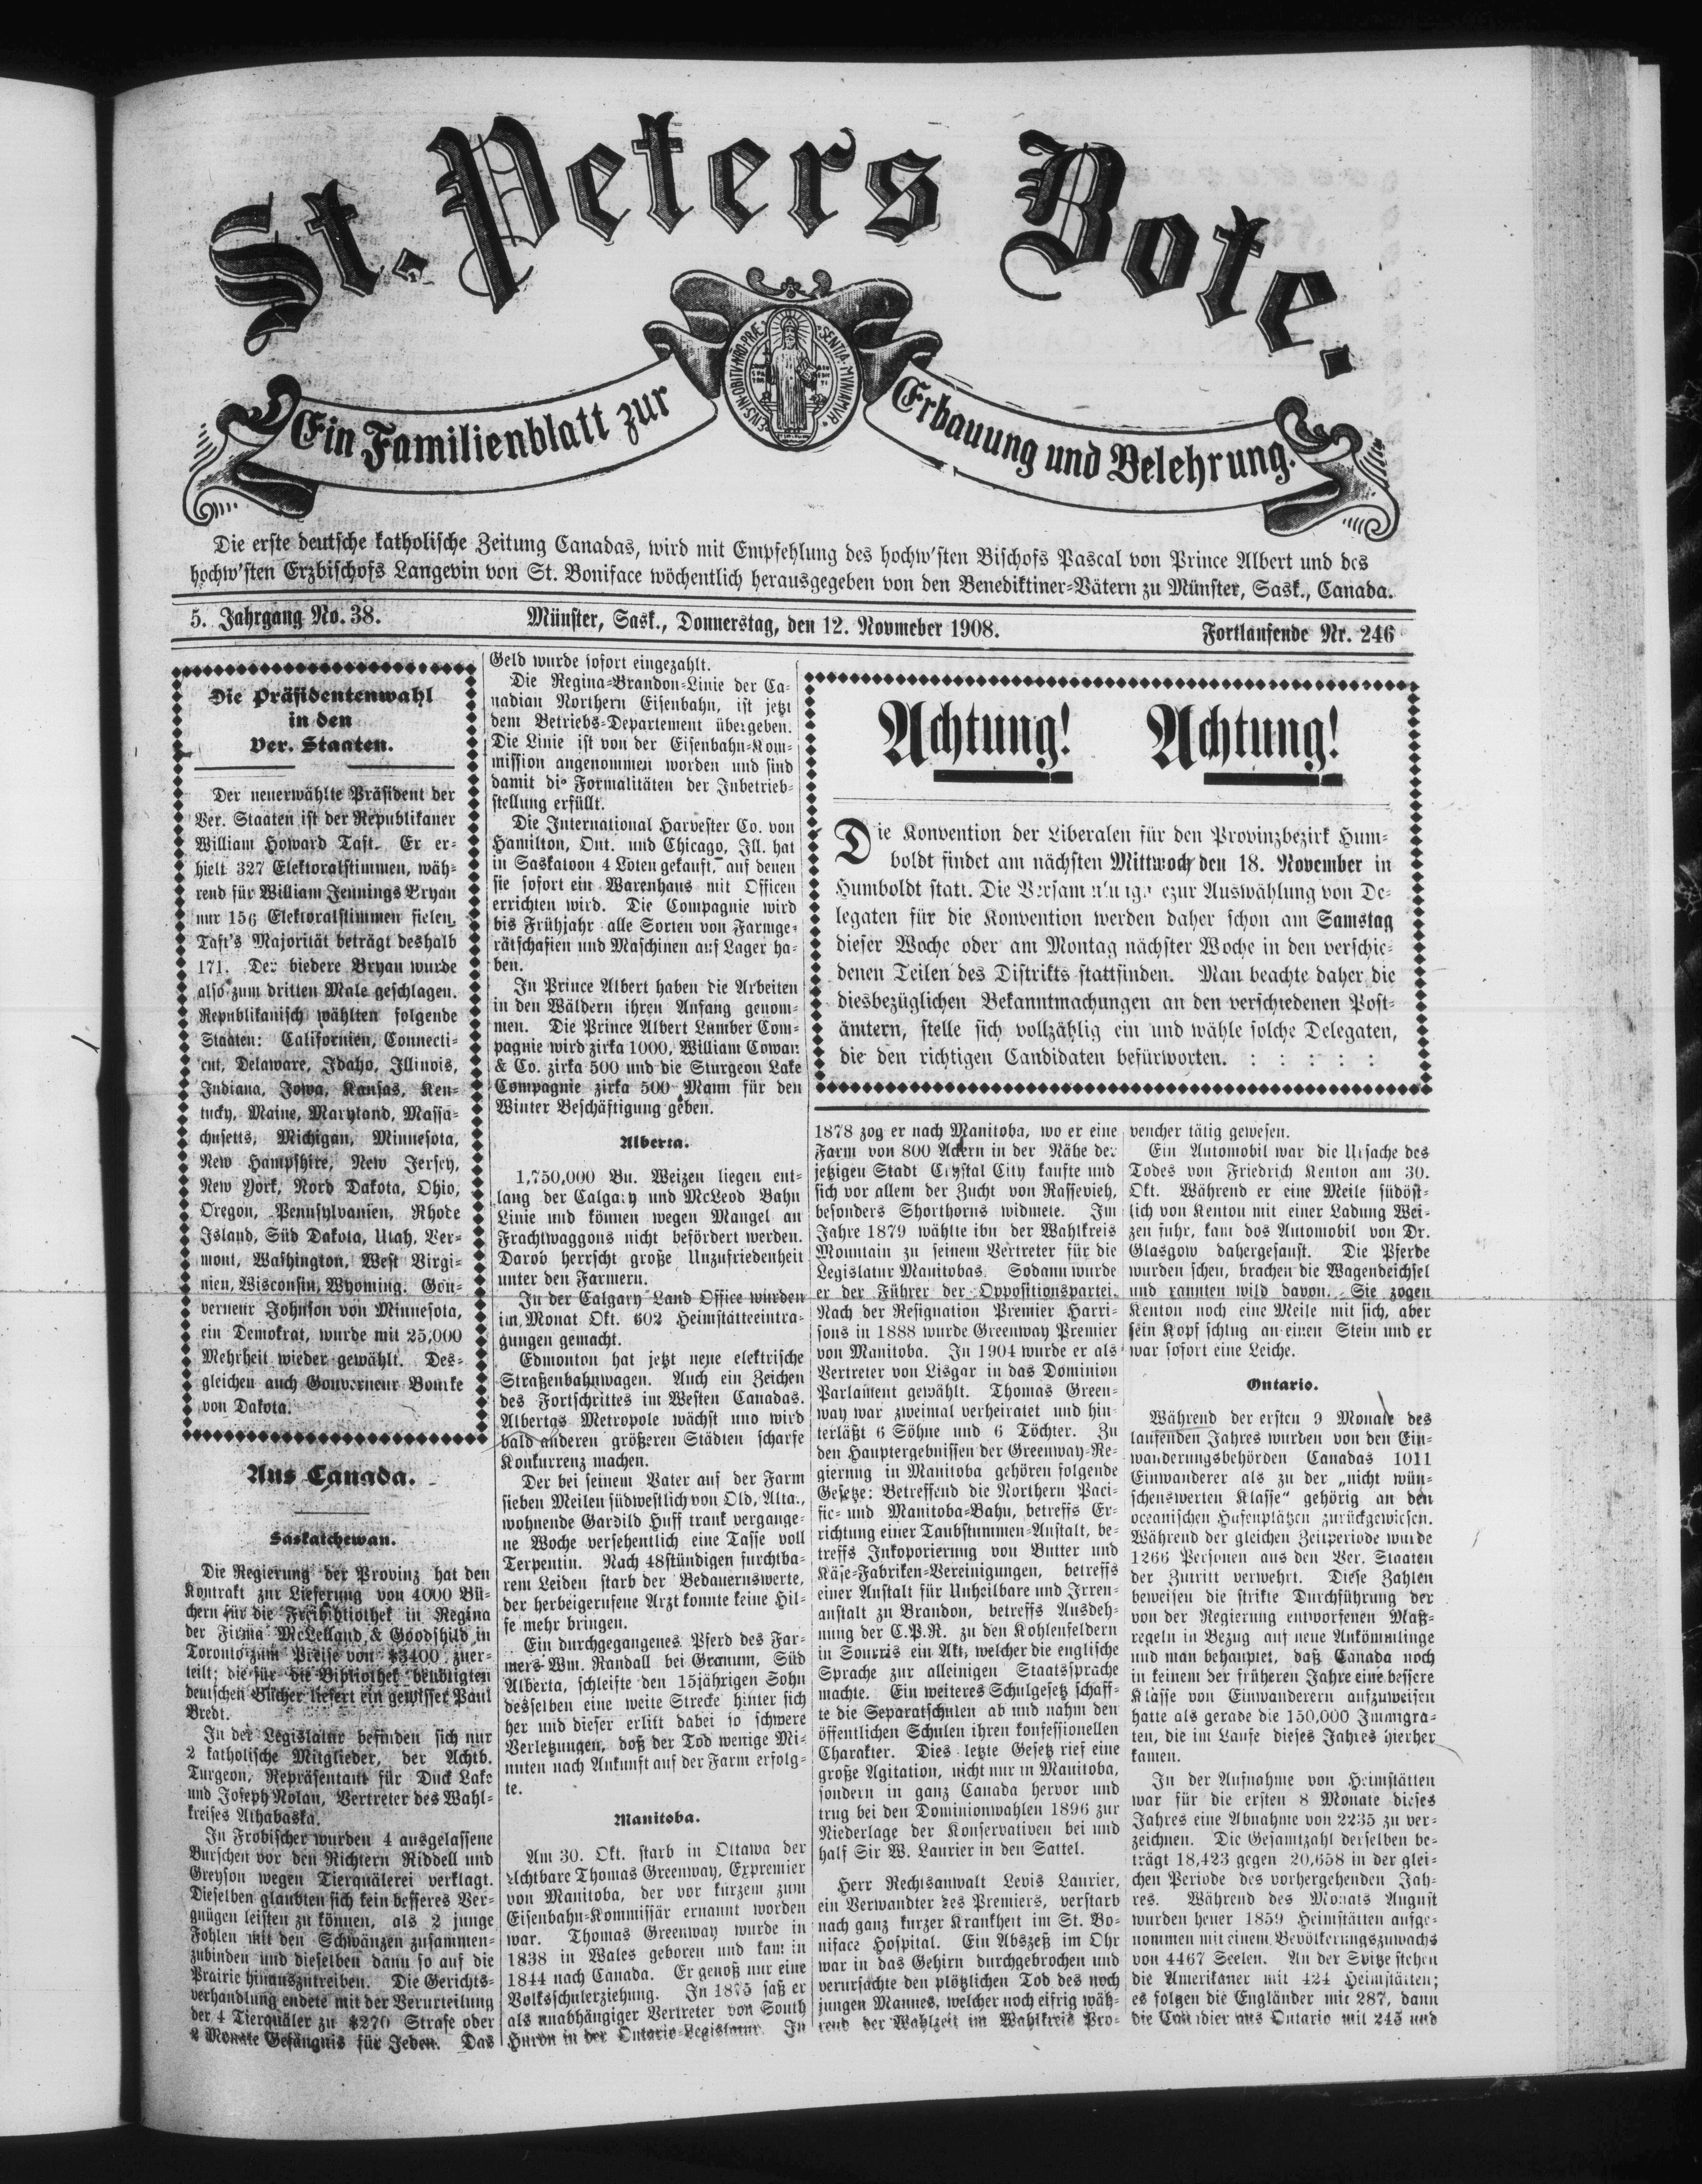 St. Peters Bote.
Ein Familienblatt zur Erbauung und Belehrung.
Die erste deutsche katholische Zeitung Canadas, wird mit Empfehlung des hochw'sten Bischofs Pascal von Prince Albert und des
hochw'sten Erzbischofs Langevin von St. Boniface wöchentlich herausgegeben von den Benediktiner-Vätern zu Münster, Sask., Canada.
5. Jahrgang No. 38. Münster, Sask., Donnerstag, den 12. Novmeber 1908. Fortlaufende Nr. 246
Die Präsidentenwahl
in den
Ver. Staaten.
Der neuerwählte Präsident der
Ver. Staaten ist der Republikaner
William Howard Taft. Er er-
hielt 327 Elektoralstimmen, wäh-
rend für William Jennings Bryan
nur 156 Elektoralstimmen fielen.
Taft's Majorität beträgt deshalb
171. Der biedere Bryan wurde
also zum dritten Male geschlagen.
Republikanisch wählten folgende
Staaten: Californien, Connecti-
cut, Delaware, Idaho, Illinois,
Indiana, Iowa, Kansas, Ken-
tucky, Maine, Maryland, Massa-
chusetts, Michigan, Minnesota,
New Hampshire, New Jersey,
New York, Nord Dakota, Ohio,
Oregon, Pennsylvanien, Rhode
Island, Süd Dakota, Utah, Ver-
mont, Washington, West Virgi-
nien, Wisconsin, Wyoming. Gou-
verneur Johnson von Minnesota,
ein Demokrat, wurde mit 25,000
Mehrheit wieder gewählt. Des-
gleichen auch Gouverneur Bourke
von Dakota.
Aus Canada.
Saskatchewan.
Die Regierung der Provinz hat den
Kontrakt zur Lieferung von 4000 Bü-
chern für die Freibibliothek in Regina
der Firma McLelland & Goodshild in
Toronto zum Preise von $3400 zuer-
teilt; die für die Bibliothek benötigten
deutschen Bücher liefert ein gewisser Paul
Bredt.
In der Legislatur befinden sich nur
2 katholische Mitglieder, der Achtb.
Turgeon, Repräsentant für Duck Lake
und Joseph Nolan, Vertreter des Wahl-
kreises Athabaska.
In Frobischer wurden 4 ausgelassene
Burschen vor den Richtern Riddell und
Greyson wegen Tierquälerei verklagt.
Dieselben glaubten sich kein besseres Ver-
gnügen leisten zu können, als 2 junge
Fohlen mit den Schwänzen zusammen-
zubinden und dieselben dann so auf die
Prairie hinauszutreiben. Die Gerichts-
verhandlung endete mit der Verurteilung
der 4 Tierquäler zu $270 Strafe oder
2 Monate Gefängnis für Jeden. Das
Geld wurde sofort eingezahlt.
Die Regina-Brandon-Linie der Ca-
nadian Northern Eisenbahn, ist jetzt
dem Betriebs-Departement übergeben.
Die Linie ist von der Eisenbahn-Kom-
mission angenommen worden und sind
damit die Formalitäten der Inbetrieb-
stellung erfüllt.
Die International Harvester Co. von
Hamilton, Ont. und Chicago, Ill. hat
in Saskatoon 4 Loten gekauft, auf denen
sie sofort ein Warenhaus mit Officen
errichten wird. Die Compagnie wird
bis Frühjahr alle Sorten von Farmge-
rätschaften und Maschinen auf Lager ha-
ben.
In Prince Albert haben die Arbeiten
in den Wäldern ihren Anfang genom-
men. Die Prince Albert Lumber Com-
pagnie wird zirka 1000, William Cowan
& Co. zirka 500 und die Sturgeon Lake
Compagnie zirka 500 Mann für den
Winter Beschäftigung geben.
Alberta.
1,750,000 Bu. Weizen liegen ent-
lang der Calgary und McLeod Bahn
Linie und können wegen Mangel an
Frachtwaggons nicht befördert werden.
Darob herrscht große Unzufriedenheit
unter den Farmern.
In der Calgary Land Office wurden
im Monat Okt. 602 Heimstätteeintra-
gungen gemacht.
Edmonton hat jetzt neue elektrische
Straßenbahnwagen. Auch ein Zeichen
des Fortschrittes im Westen Canadas.
Albertas Metropole wächst und wird
bald anderen größeren Städten scharfe
Konkurrenz machen.
Der bei seinem Vater auf der Farm
sieben Meilen südwestlich von Old, Alta.,
wohnende Gardild Huff trank vergange-
ne Woche versehentlich eine Tasse voll
Terpentin. Nach 48stündigen furchtba-
rem Leiden starb der Bedauernswerte,
der herbeigerufene Arzt konnte keine Hil-
fe mehr bringen.
Ein durchgegangenes Pferd des Far-
mers Wm. Randall bei Granum, Süd
Alberta, schleifte den 15jährigen Sohn
desselben eine weite Strecke hinter sich
her und dieser erlitt dabei so schwere
Verletzungen, daß der Tod wenige Mi-
nuten nach Ankunft auf der Farm erfolg-
te.
Manitoba.
Am 30. Okt. starb in Ottawa der
Achtbare Thomas Greenway, Expremier
von Manitoba, der vor kurzem zum
Eisenbahn-Kommissär ernannt worden
war. Thomas Greenway wurde in
1838 in Wales geboren und kam in
1844 nach Canada. Er genoß nur eine
Volksschulerziehung. In 1875 saß er
als unabhängiger Vertreter von South
Huron in der Ontario-Legislatur. In
Achtung! Achtung!
Die Konvention der Liberalen für den Provinzbezirk Hum-
boldt findet am nächsten Mittwoch den 18. November in
Humboldt statt. Die zur Auswählung von De-
legaten für die Konvention werden daher schon am Samstag
dieser Woche oder am Montag nächster Woche in den verschie-
denen Teilen des Distrikts stattfinden. Man beachte daher die
diesbezüglichen Bekanntmachungen an den verschiedenen Post-
ämtern, stelle sich vollzählig ein und wähle solche Delegaten,
die den richtigen Candidaten befürworten. : : : : :
1878 zog er nach Manitoba, wo er eine
Farm von 800 Ackern in der Nähe der
jetzigen Stadt Crystal City kaufte und
sich vor allem der Zucht von Rassevieh,
besonders Shorthorns widmete. Im
Jahre 1879 wählte ihn der Wahlkreis
Mountain zu seinem Vertreter für die
Legislatur Manitobas. Sodann wurde
er der Führer der Oppositionspartei.
Nach der Resignation Premier Harri-
sons in 1888 wurde Greenway Premier
von Manitoba. In 1904 wurde er als
Vertreter von Lisgar in das Dominion
Parlament gewählt. Thomas Green-
way war zweimal verheiratet und hin-
terläßt 6 Söhne und 6 Töchter. Zu
den Hauptergebnissen der Greenway-Re-
gierung in Manitoba gehören folgende
Gesetze: Betreffend die Northern Paci-
fic- und Manitoba-Bahn, betreffs Er-
richtung einer Taubstummen-Anstalt, be-
treffs Inkoporierung von Butter und
Käse-Fabriken-Vereinigungen, betreffs
einer Anstalt für Unheilbare und Irren-
anstalt zu Brandon, betreffs Ausdeh-
nung der C.P.R. zu den Kohlenfeldern
in Souris ein Akt, welcher die englische
Sprache zur alleinigen Staatssprache
machte. Ein weiteres Schulgesetz schaff-
te die Separatschulen ab und nahm den
öffentlichen Schulen ihren konfessionellen
Charakter. Dies letzte Gesetz rief eine
große Agitation, nicht nur in Manitoba,
sondern in ganz Canada hervor und
trug bei den Dominionwahlen 1896 zur
Niederlage der Konservativen bei und
half Sir W. Laurier in den Sattel.
Herr Rechtsanwalt Levis Laurier,
ein Verwandter des Premiers, verstarb
nach ganz kurzer Krankheit im St. Bo-
niface Hospital. Ein Abszeß im Ohr
war in das Gehirn durchgebrochen und
verursachte den plötzlichen Tod des noch
jungen Mannes, welcher noch eifrig wäh-
rend der Wahlzeit im Wahlkreis Pro-
vencher tätig gewesen.
Ein Automobil war die Ursache des
Todes von Friedrich Kenton am 30.
Okt. Während er eine Meile südöst-
lich von Kenton mit einer Ladung Wei-
zen fuhr, kam dos Automobil von Dr.
Glasgow dahergesaust. Die Pferde
wurden scheu, brachen die Wagendeichsel
und rannten wild davon. Sie zogen
Kenton noch eine Meile mit sich, aber
sein Kopf schlug an einen Stein und er
war sofort eine Leiche.
Ontario.
Während der ersten 9 Monate des
laufenden Jahres wurden von den Ein-
wanderungsbehörden Canadas 1011
Einwanderer als zu der „nicht wün-
schenswerten Klasse" gehörig an den
oceanischen Hafenplätzen zurückgewiesen.
Während der gleichen Zeitperiode wurde
1266 Personen aus den Ver. Staaten
der Zutritt verwehrt. Diese Zahlen
beweisen die strikte Durchführung der
von der Regierung entworfenen Maß-
regeln in Bezug auf neue Ankömmlinge
und man behauptet, daß Canada noch
in keinem der früheren Jahre eine bessere
Klasse von Einwanderern aufzuweisen
hatte als gerade die 150,000 Immigra-
ten, die im Laufe dieses Jahres hierher
kamen.
In der Aufnahme von Heimstätten
war für die ersten 8 Monate dieses
Jahres eine Abnahme von 2235 zu ver-
zeichnen. Die Gesamtzahl derselben be-
trägt 18,423 gegen 20,658 in der glei-
chen Periode des vorhergehenden Jah-
res. Während des Monats August
wurden heuer 1859 Heimstätten aufge-
nommen mit einem Bevölkerungszuwachs
von 4467 Seelen. An der Spitze stehen
die Amerikaner mit 424 Heimstätten;
es folgen die Engländer mit 287, dann
die Canadier aus Ontario mit 245 und